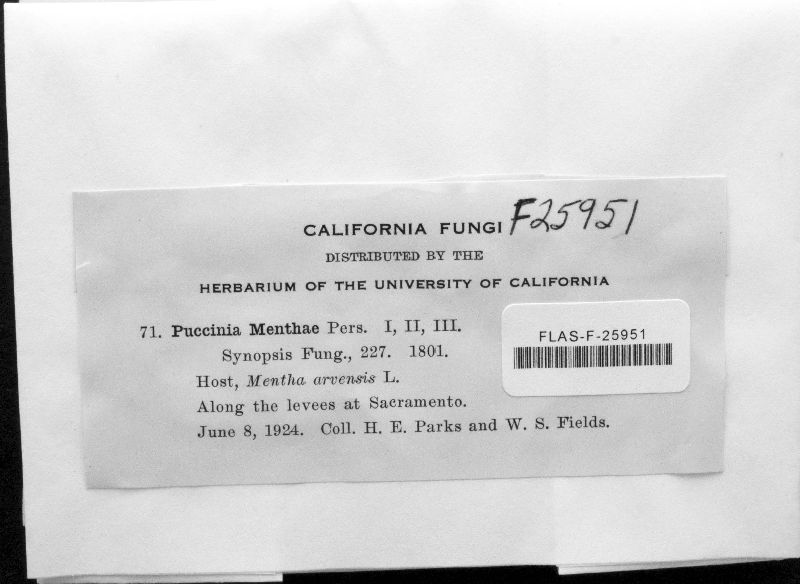 CALIFORNIA FUNGI F25951
DISTRIBUTED BY THE
HERBARIUM OF THE UNIVERSITY OF CALIFORNIA
71. Puccinia Menthae Pers. I, II, III.
Synopsis Fung., 227. 1801.
Host, Mentha arvensis L.
Along the levees at Sacramento.
June 8, 1924. Coll. H. E. Parks and W. S. Fields.
FLAS-F-25951